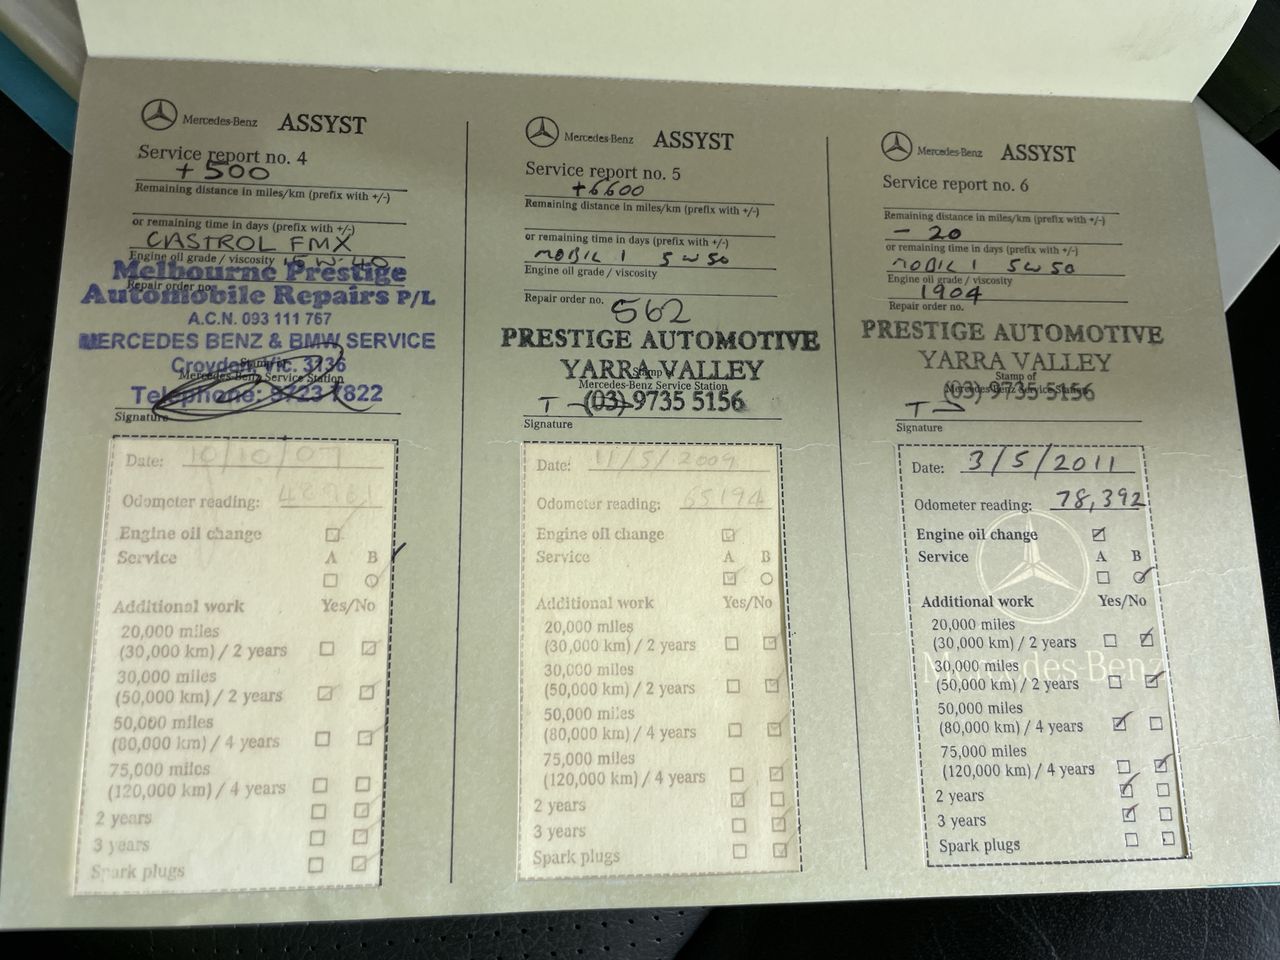 Mercedes-Benz ASSYST
Service report no. 4
+500
Remaining distance in miles/km (prefix with +/-)
or remaining time in days (prefix with +/-)
CASTROL FMX
Engine oil grade / viscosity 15W-40
Melbourne Prestige
Repair order no.
Automobile Repairs P/L
A.C.N. 093 111 767
MERCEDES BENZ & BMW SERVICE
Croydon, Vic. 3136
Stamp of
Mercedes-Benz Service Station
Telephone: 9723 7822
Signature
Date: 10/10/07
Odometer reading:
Engine oil change
Service A B
Additional work Yes/No
20,000 miles
(30,000 km) / 2 years
30,000 miles
(50,000 km) / 2 years
50,000 miles
(80,000 km) / 4 years
75,000 miles
(120,000 km) / 4 years
2 years
3 years
Spark plugs
Mercedes-Benz ASSYST
Service report no. 5
+6600
Remaining distance in miles/km (prefix with +/-)
or remaining time in days (prefix with +/-)
MOBIL 1 5W50
Engine oil grade / viscosity
Repair order no.
562
PRESTIGE AUTOMOTIVE
YARRA VALLEY
Stamp of
Mercedes-Benz Service Station
(03) 9735 5156
Signature
Date: 11/5/2009
Odometer reading: 65194
Engine oil change
Service A B
Additional work Yes/No
20,000 miles
(30,000 km) / 2 years
30,000 miles
(50,000 km) / 2 years
50,000 miles
(80,000 km) / 4 years
75,000 miles
(120,000 km) / 4 years
2 years
3 years
Spark plugs
Mercedes-Benz ASSYST
Service report no. 6
Remaining distance in miles/km (prefix with +/-)
- 20
or remaining time in days (prefix with +/-)
MOBIL 1 5W50
Engine oil grade / viscosity
1904
Repair order no.
PRESTIGE AUTOMOTIVE
YARRA VALLEY
Stamp of
Mercedes-Benz Service Station
(03) 9735 5156
Signature
Date: 3/5/2011
Odometer reading: 78,392
Engine oil change
Service A B
Additional work Yes/No
20,000 miles
(30,000 km) / 2 years
Mercedes-Benz
30,000 miles
(50,000 km) / 2 years
50,000 miles
(80,000 km) / 4 years
75,000 miles
(120,000 km) / 4 years
2 years
3 years
Spark plugs